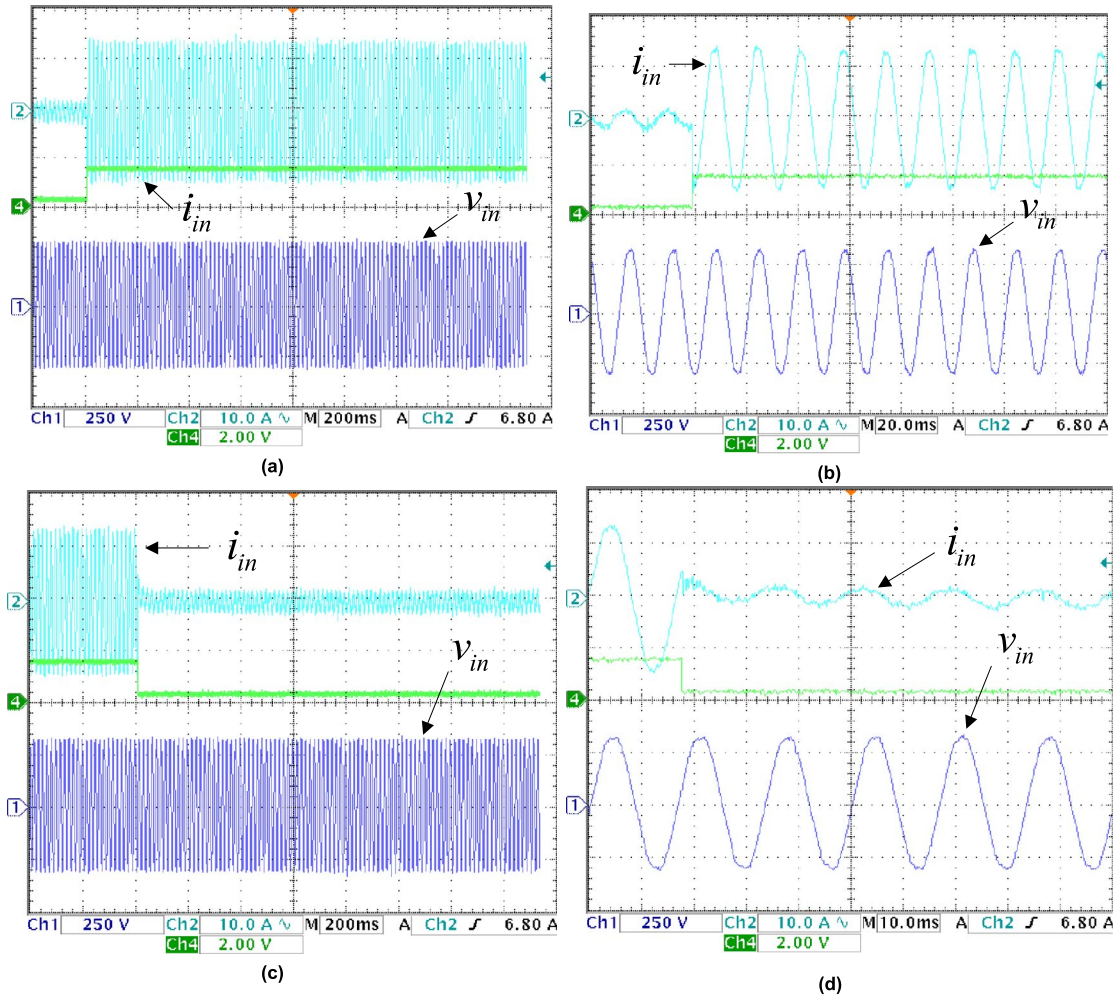 2
4
1
i_in
v_in
Ch1 250 V Ch2 10.0 A ∿ M 200ms A Ch2 ʃ 6.80 A
Ch4 2.00 V
(a)
2
4
1
i_in
v_in
Ch1 250 V Ch2 10.0 A ∿ M 20.0ms A Ch2 ʃ 6.80 A
Ch4 2.00 V
(b)
2
4
1
i_in
v_in
Ch1 250 V Ch2 10.0 A ∿ M 200ms A Ch2 ʃ 6.80 A
Ch4 2.00 V
(c)
2
4
1
i_in
v_in
Ch1 250 V Ch2 10.0 A ∿ M 10.0ms A Ch2 ʃ 6.80 A
Ch4 2.00 V
(d)